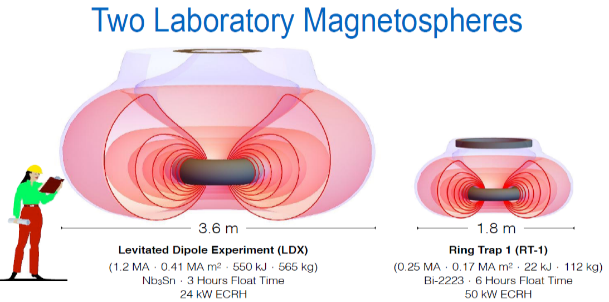 Two Laboratory Magnetospheres
3.6 m
1.8 m
Levitated Dipole Experiment (LDX)
(1.2 MA · 0.41 MA m² · 550 kJ · 565 kg)
Nb₃Sn · 3 Hours Float Time
24 kW ECRH
Ring Trap 1 (RT-1)
(0.25 MA · 0.17 MA m² · 22 kJ · 112 kg)
Bi-2223 · 6 Hours Float Time
50 kW ECRH